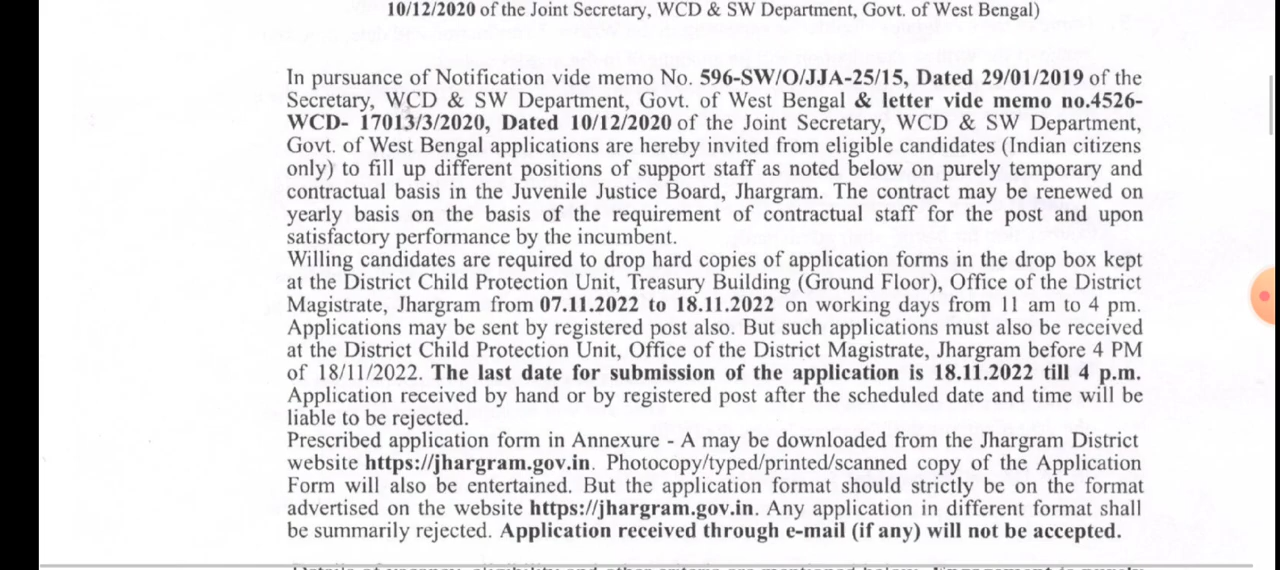 10/12/2020 of the Joint Secretary, WCD & SW Department, Govt. of West Bengal)
In pursuance of Notification vide memo No. 596-SW/O/JJA-25/15, Dated 29/01/2019 of the
Secretary, WCD & SW Department, Govt. of West Bengal & letter vide memo no.4526-
WCD- 17013/3/2020, Dated 10/12/2020 of the Joint Secretary, WCD & SW Department,
Govt. of West Bengal applications are hereby invited from eligible candidates (Indian citizens
only) to fill up different positions of support staff as noted below on purely temporary and
contractual basis in the Juvenile Justice Board, Jhargram. The contract may be renewed on
yearly basis on the basis of the requirement of contractual staff for the post and upon
satisfactory performance by the incumbent.
Willing candidates are required to drop hard copies of application forms in the drop box kept
at the District Child Protection Unit, Treasury Building (Ground Floor), Office of the District
Magistrate, Jhargram from 07.11.2022 to 18.11.2022 on working days from 11 am to 4 pm.
Applications may be sent by registered post also. But such applications must also be received
at the District Child Protection Unit, Office of the District Magistrate, Jhargram before 4 PM
of 18/11/2022. The last date for submission of the application is 18.11.2022 till 4 p.m.
Application received by hand or by registered post after the scheduled date and time will be
liable to be rejected.
Prescribed application form in Annexure - A may be downloaded from the Jhargram District
website https://jhargram.gov.in. Photocopy/typed/printed/scanned copy of the Application
Form will also be entertained. But the application format should strictly be on the format
advertised on the website https://jhargram.gov.in. Any application in different format shall
be summarily rejected. Application received through e-mail (if any) will not be accepted.